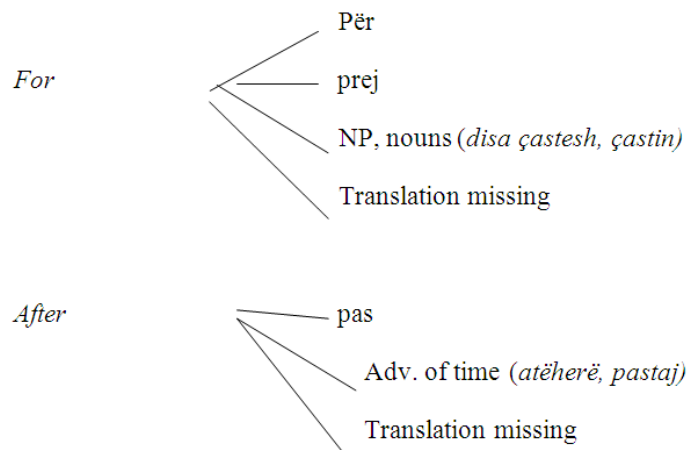 Për
For
prej
NP, nouns (disa çastesh, çastin)
Translation missing
After
pas
Adv. of time (atëherë, pastaj)
Translation missing